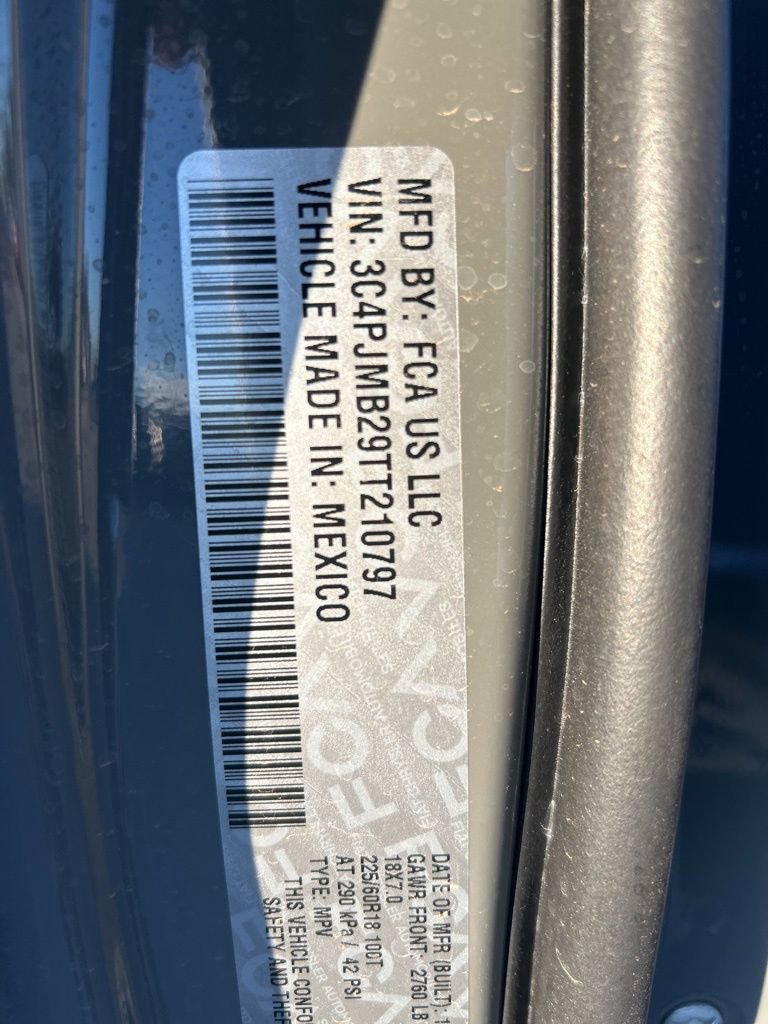 MFD BY: FCA US LLC
VIN: 3C4PJMB29TT210797
VEHICLE MADE IN: MEXICO
DATE OF MFR (BUILT): 1
GAWR FRONT: 2760 LB
18X7.0
225/60R18 100T
AT 290 kPa / 42 PSI
TYPE: MPV
THIS VEHICLE CONFO
SAFETY AND THEF